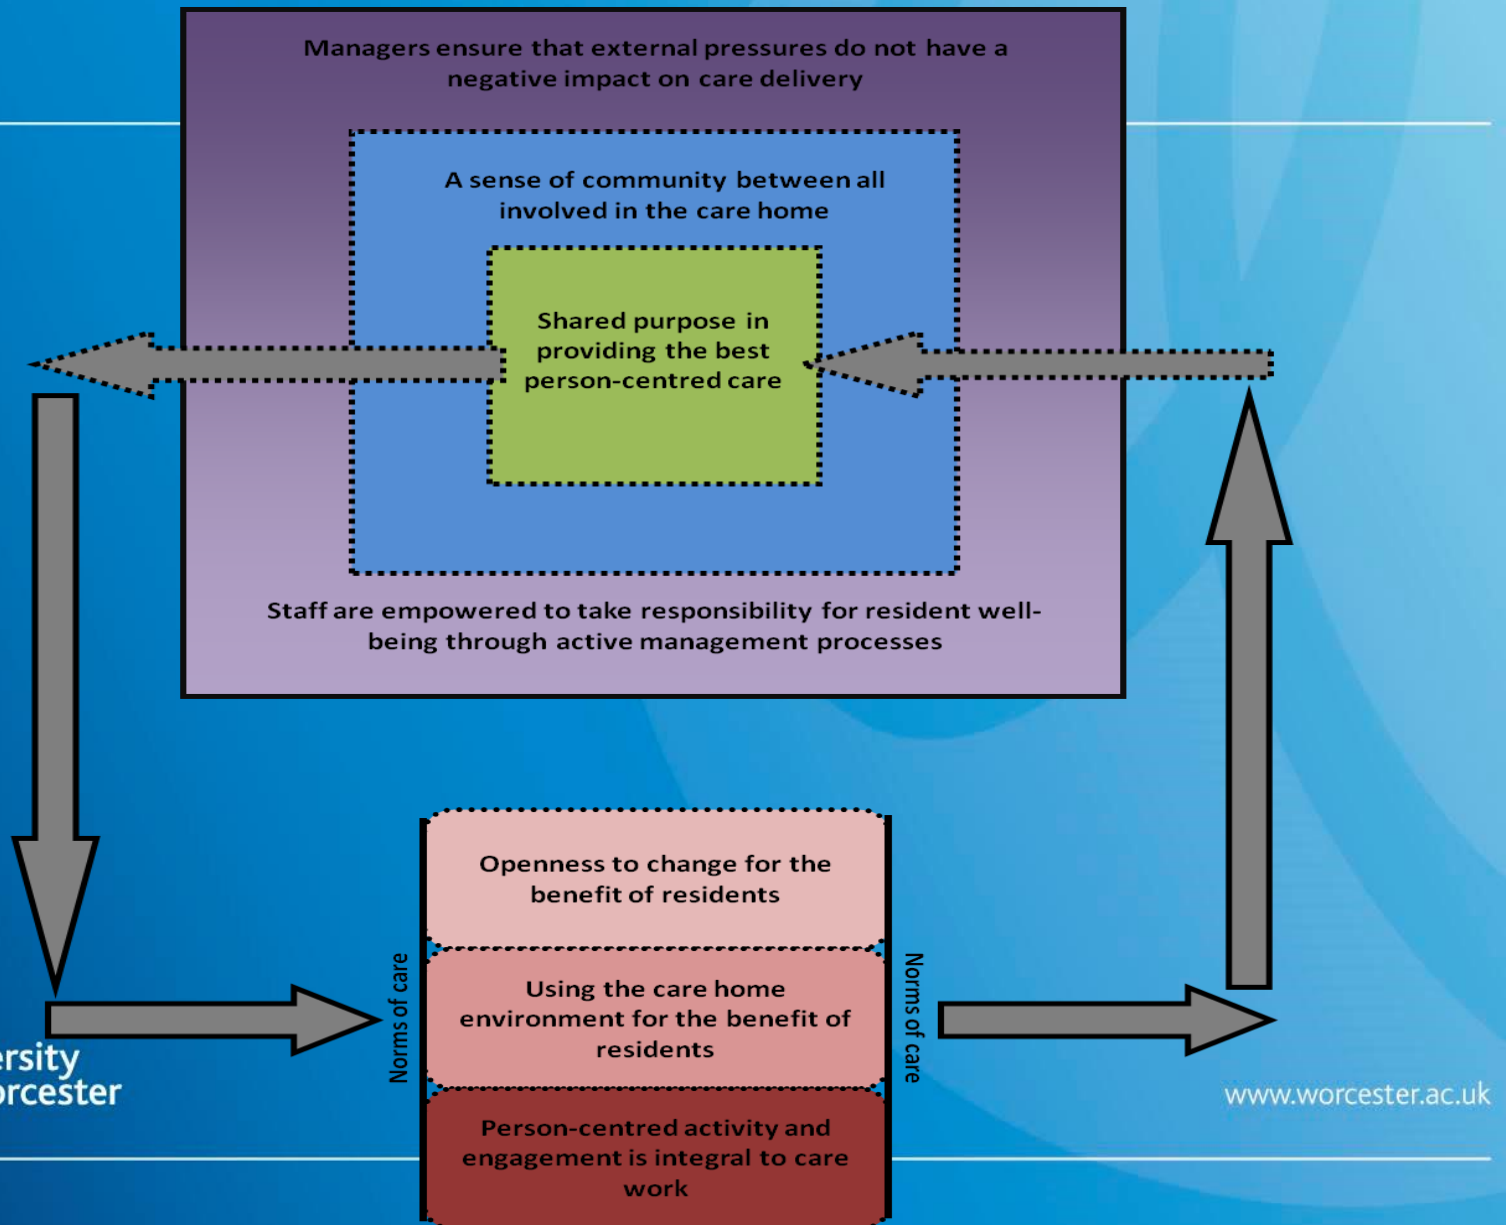 Managers ensure that external pressures do not have a
negative impact on care delivery
A sense of community between all
involved in the care home
Shared purpose in
providing the best
person-centred care
Staff are empowered to take responsibility for resident well-
being through active management processes
Openness to change for the
benefit of residents
Norms of care
Using the care home
environment for the benefit of
residents
Norms of care
Person-centred activity and
engagement is integral to care
work
ersity
orcester
www.worcester.ac.uk